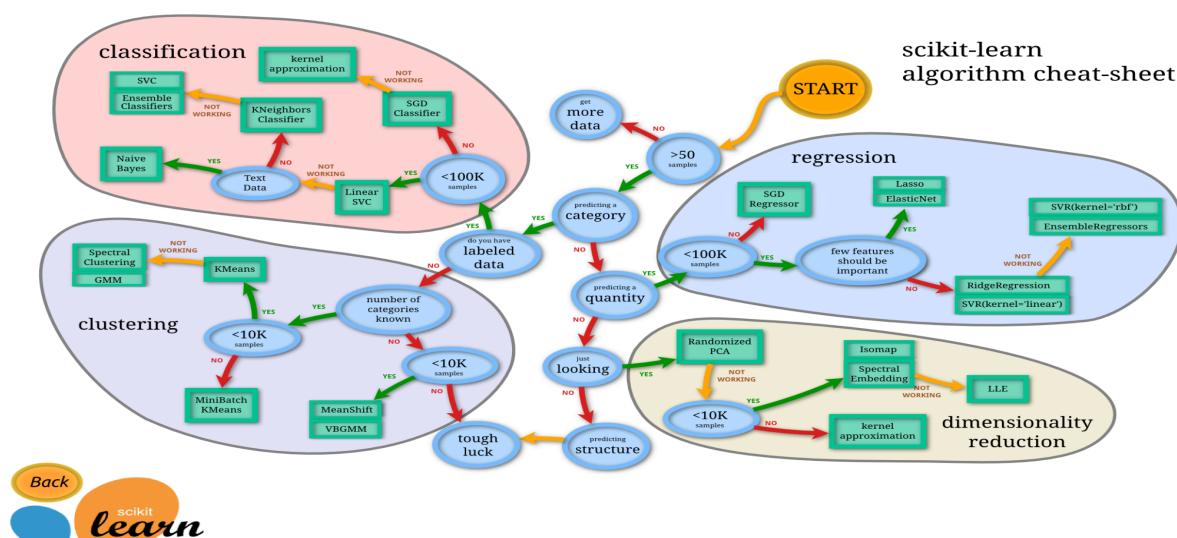 scikit-learn
algorithm cheat-sheet
START
>50
samples
NO
get
more
data
YES
predicting a
category
YES
NO
do you have
labeled
data
YES
NO
predicting a
quantity
YES
NO
just
looking
YES
NO
predicting
structure
tough
luck
classification
<100K
samples
YES
NO
Linear
SVC
NOT
WORKING
Text
Data
YES
NO
Naive
Bayes
KNeighbors
Classifier
NOT
WORKING
SVC
Ensemble
Classifiers
SGD
Classifier
NOT
WORKING
kernel
approximation
clustering
number of
categories
known
YES
NO
<10K
samples
YES
NO
KMeans
NOT
WORKING
Spectral
Clustering
GMM
MiniBatch
KMeans
<10K
samples
YES
NO
MeanShift
VBGMM
regression
<100K
samples
YES
NO
SGD
Regressor
few features
should be
important
YES
NO
Lasso
ElasticNet
RidgeRegression
SVR(kernel='linear')
NOT
WORKING
SVR(kernel='rbf')
EnsembleRegressors
dimensionality
reduction
Randomized
PCA
NOT
WORKING
<10K
samples
YES
NO
Isomap
Spectral
Embedding
NOT
WORKING
LLE
kernel
approximation
Back
scikit
learn